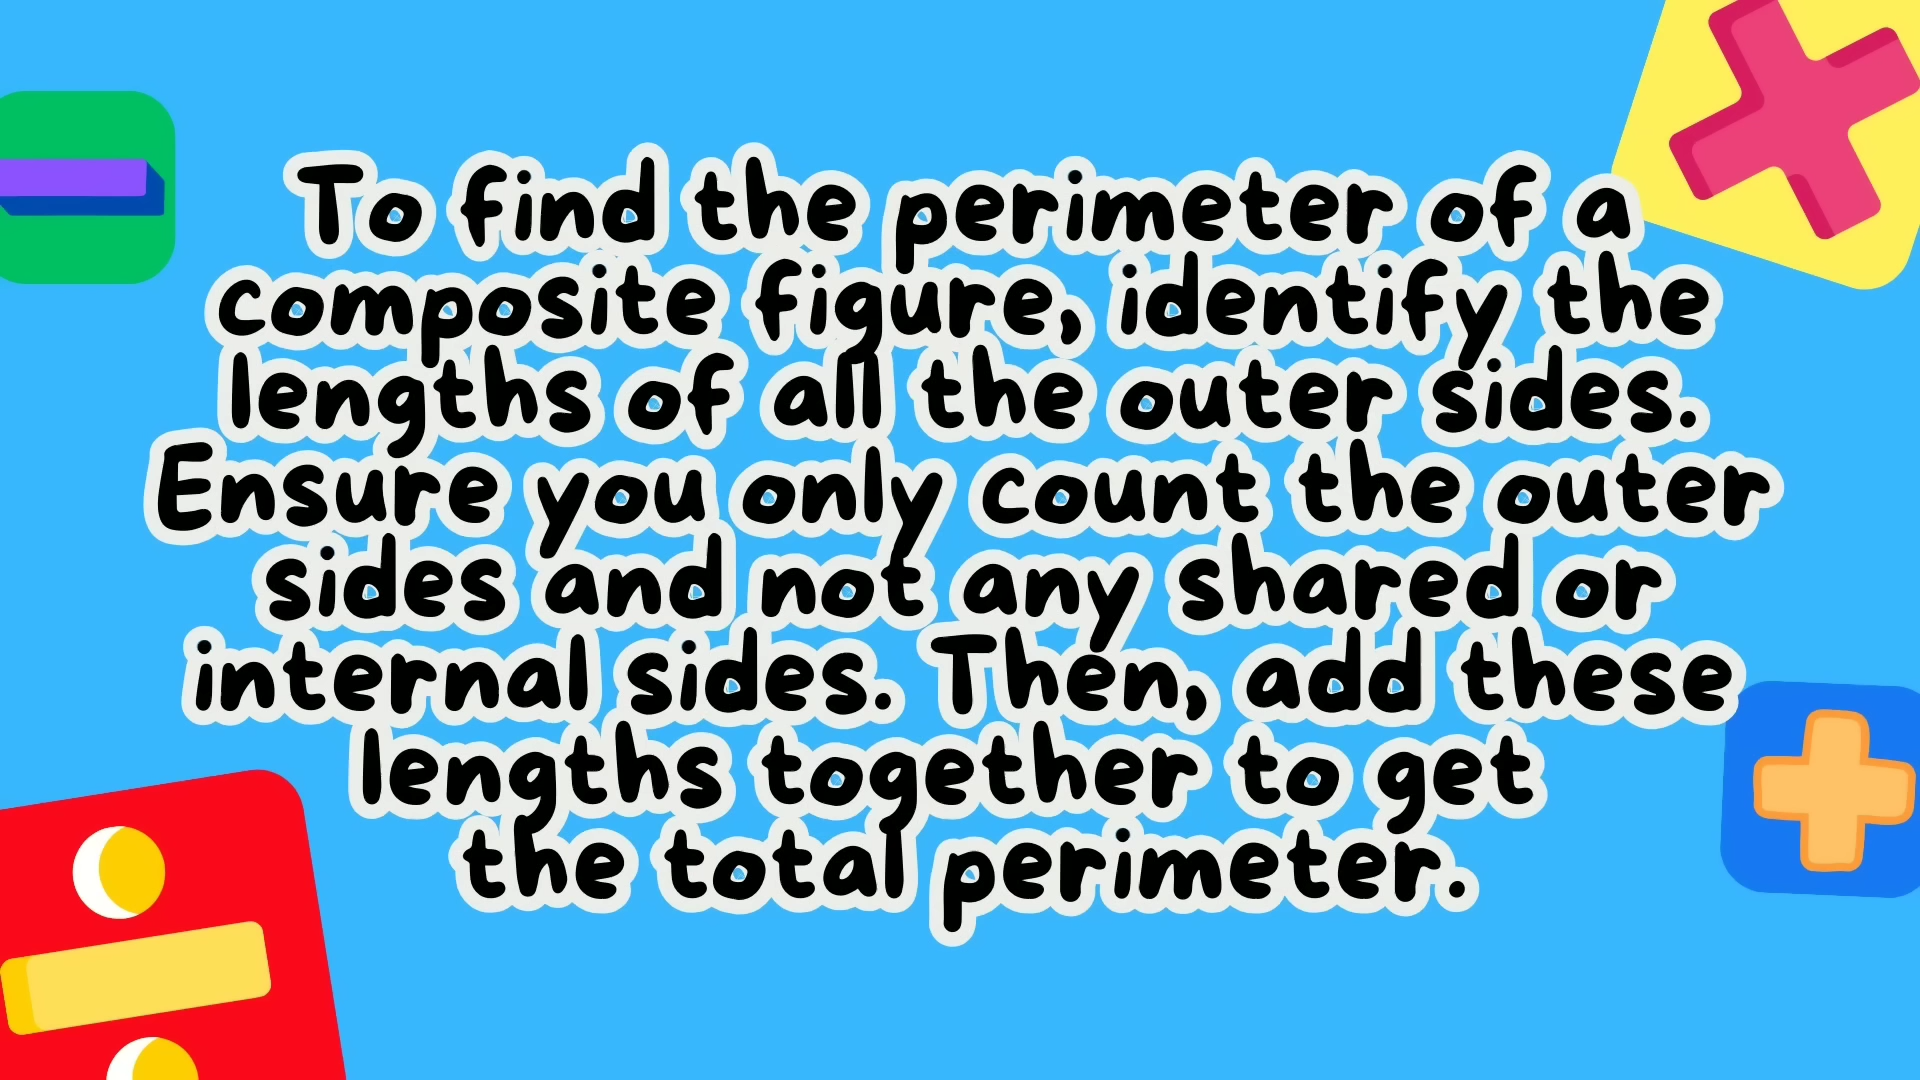 To find the perimeter of a
composite figure, identify the
lengths of all the outer sides.
Ensure you only count the outer
sides and not any shared or
internal sides. Then, add these
lengths together to get
the total perimeter.